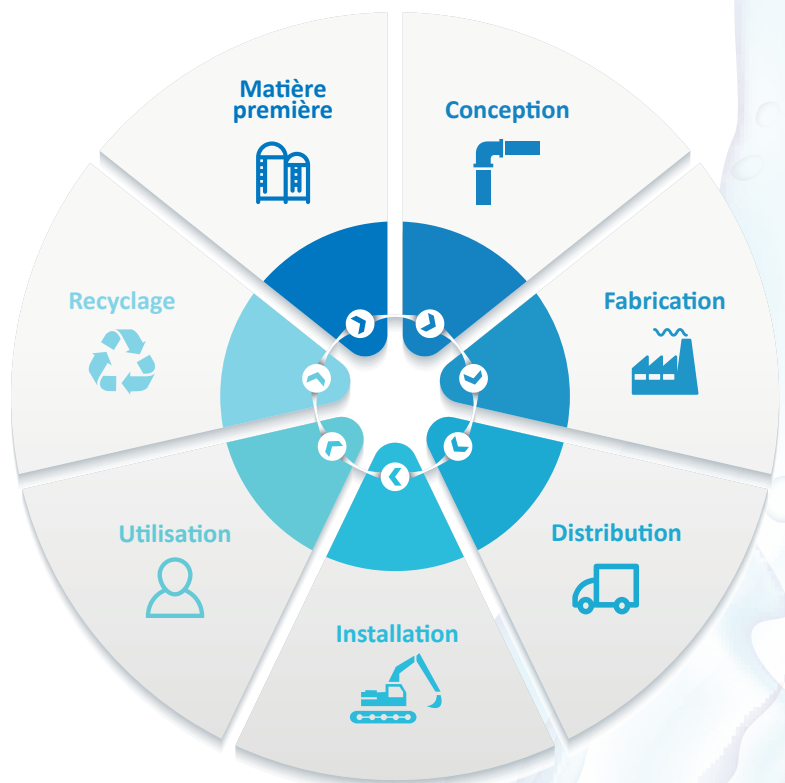 Matière
première
Conception
Fabrication
Distribution
Installation
Utilisation
Recyclage